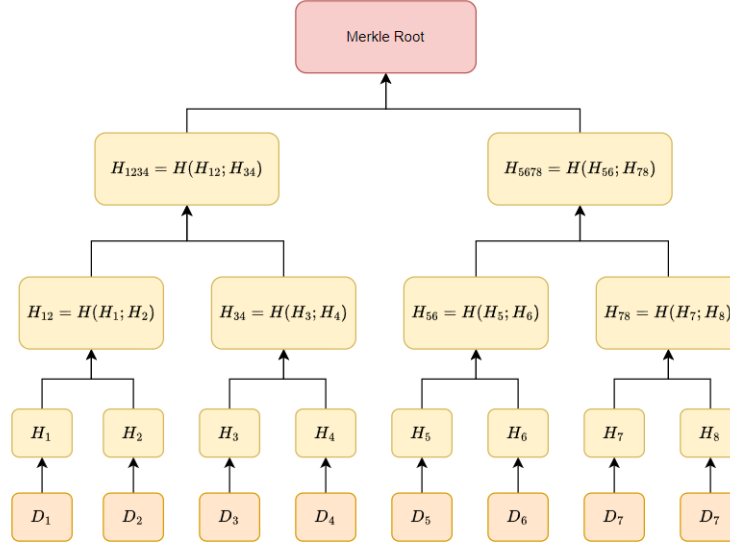 Merkle Root
H₁₂₃₄ = H(H₁₂; H₃₄)
H₅₆₇₈ = H(H₅₆; H₇₈)
H₁₂ = H(H₁; H₂)
H₃₄ = H(H₃; H₄)
H₅₆ = H(H₅; H₆)
H₇₈ = H(H₇; H₈)
H₁
H₂
H₃
H₄
H₅
H₆
H₇
H₈
D₁
D₂
D₃
D₄
D₅
D₆
D₇
D₇